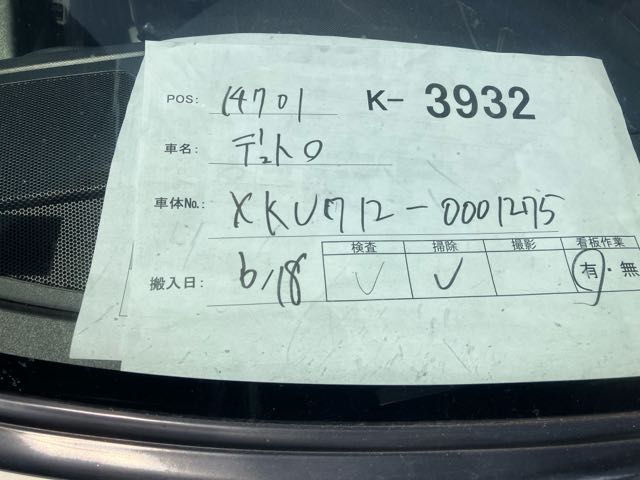 POS: 14701 K-3932
車名: デュトロ
車体No.: XKU712-0001275
検査 掃除 撮影 看板作業
搬入日: 6/18 ✓ ✓ 有・無